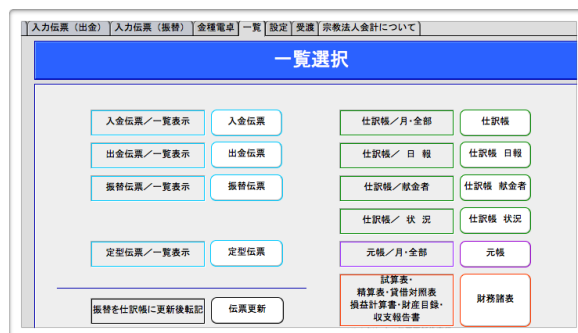 入力伝票（出金） 入力伝票（振替） 金種電卓 一覧 設定 受渡 宗教法人会計について
一覧選択
入金伝票／一覧表示 入金伝票 仕訳帳／月・全部 仕訳帳
出金伝票／一覧表示 出金伝票 仕訳帳／ 日 報 仕訳帳 日報
振替伝票／一覧表示 振替伝票 仕訳帳／献金者 仕訳帳 献金者
仕訳帳／ 状 況 仕訳帳 状況
定型伝票／一覧表示 定型伝票 元帳／月・全部 元帳
振替を仕訳帳に更新後転記 伝票更新
試算表・
精算表・貸借対照表
損益計算書・財産目録・
収支報告書
財務諸表